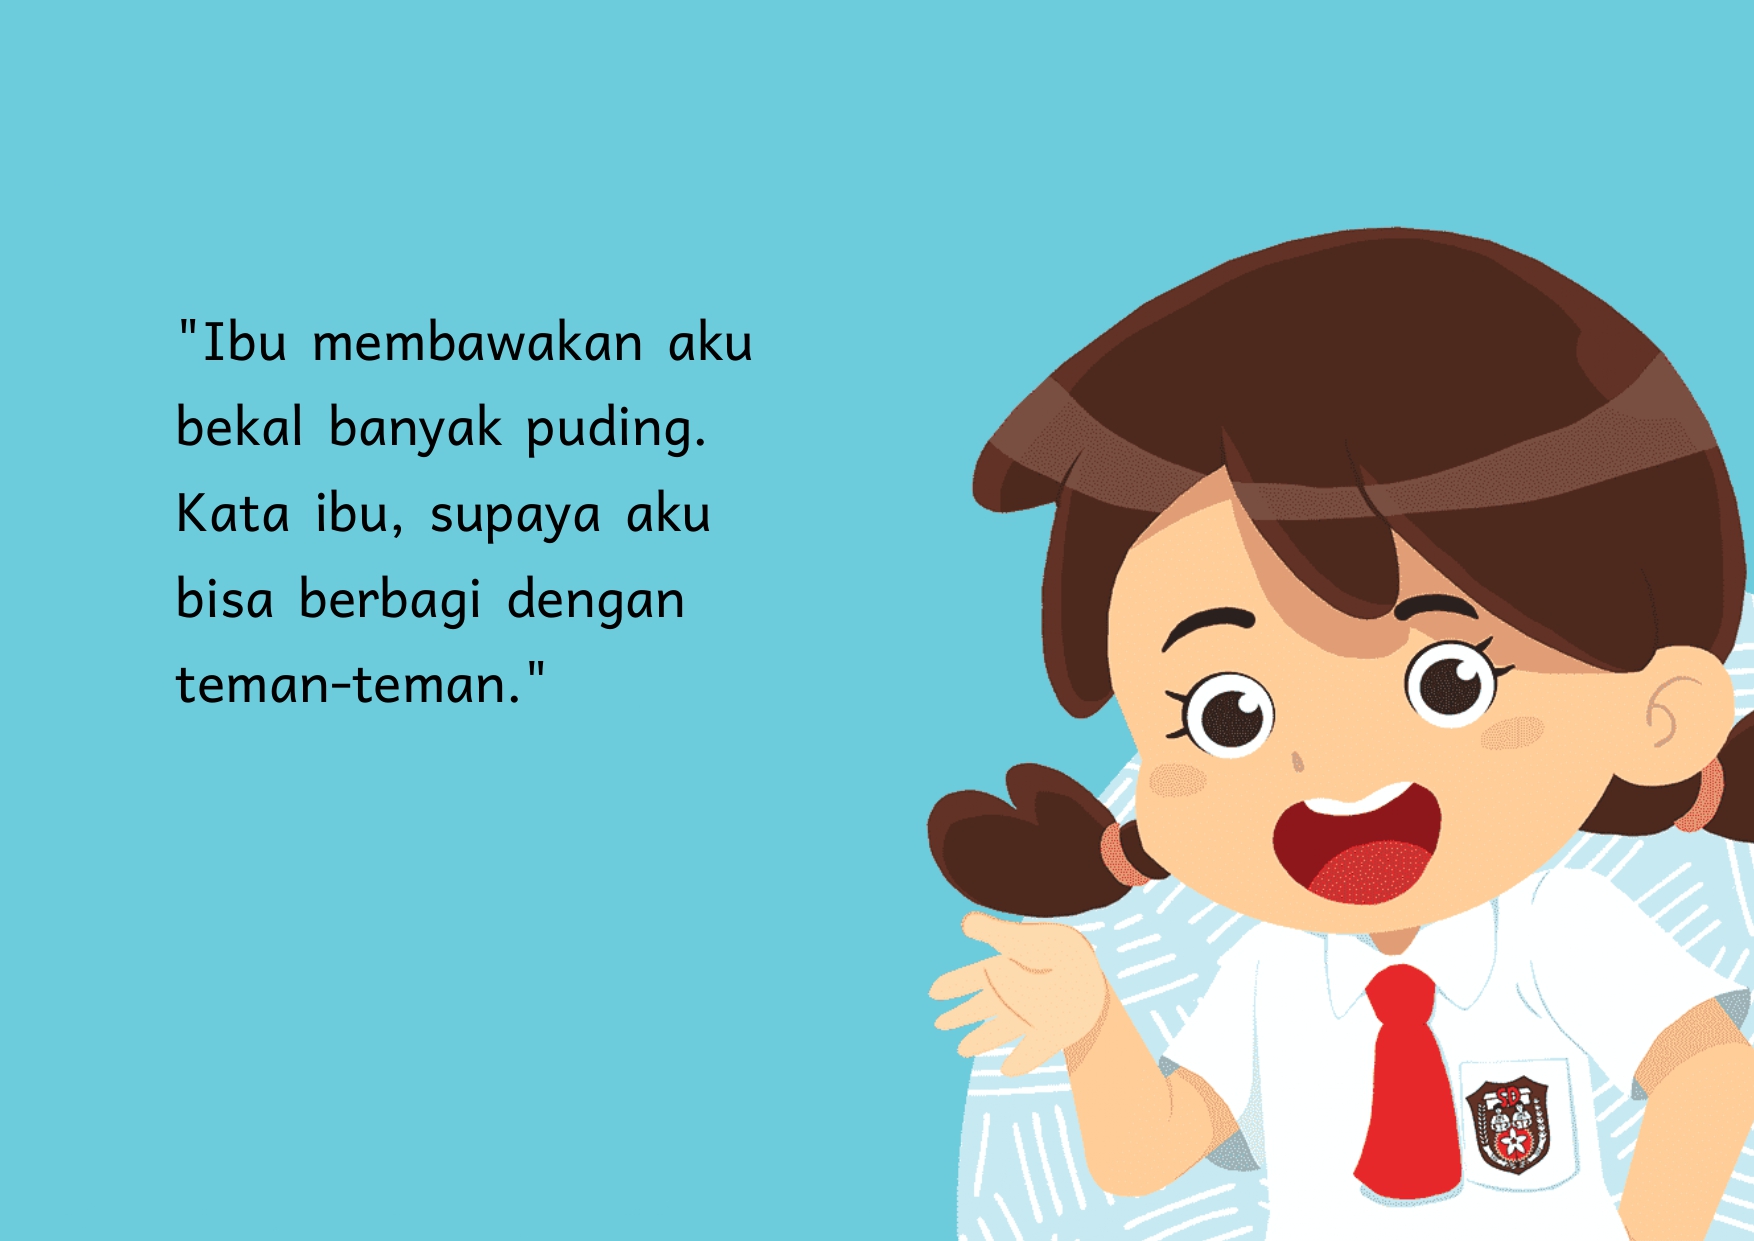 "Ibu membawakan aku
bekal banyak puding.
Kata ibu, supaya aku
bisa berbagi dengan
teman-teman."
SD